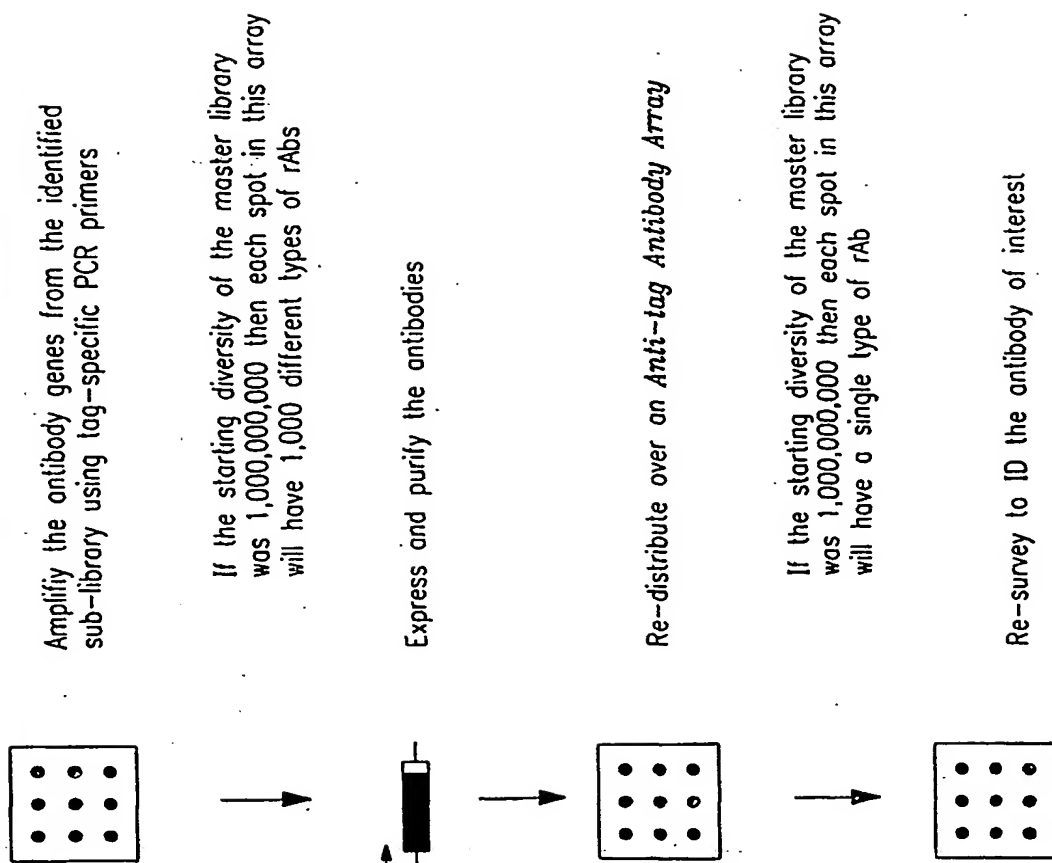 Amplifiy the antibody genes from the identified
sub-library using tag-specific PCR primers
If the starting diversity of the master library
was 1,000,000,000 then each spot in this array
will have 1,000 different types of rAbs
Express and purify the antibodies
Re-distribute over an Anti-tag Antibody Array
If the starting diversity of the master library
was 1,000,000,000 then each spot in this array
will have a single type of rAb
Re-survey to ID the antibody of interest